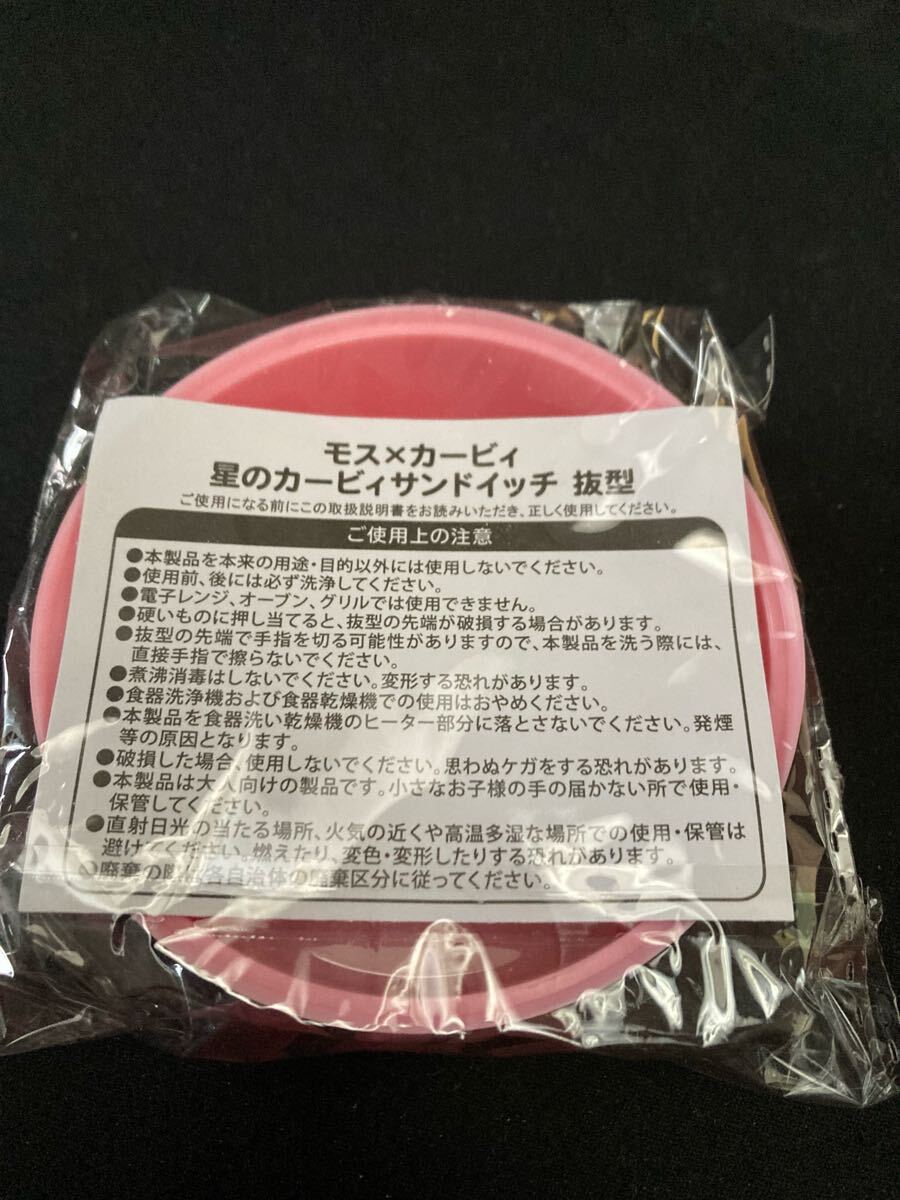 モス×カービィ
星のカービィサンドイッチ 抜型
ご使用になる前にこの取扱説明書をお読みいただき、正しく使用してください。
ご使用上の注意
●本製品を本来の用途・目的以外には使用しないでください。
●使用前、後には必ず洗浄してください。
●電子レンジ、オーブン、グリルでは使用できません。
●硬いものに押し当てると、抜型の先端が破損する場合があります。
●抜型の先端で手指を切る可能性がありますので、本製品を洗う際には、
直接手指で擦らないでください。
●煮沸消毒はしないでください。変形する恐れがあります。
●食器洗浄機および食器乾燥機での使用はおやめください。
●本製品を食器洗い乾燥機のヒーター部分に落とさないでください。発煙
等の原因となります。
●破損した場合、使用しないでください。思わぬケガをする恐れがあります。
●本製品は大人向けの製品です。小さなお子様の手の届かない所で使用・
保管してください。
●直射日光の当たる場所、火気の近くや高温多湿な場所での使用・保管は
避けてください。燃えたり、変色・変形したりする恐れがあります。
●廃棄の際は各自治体の廃棄区分に従ってください。